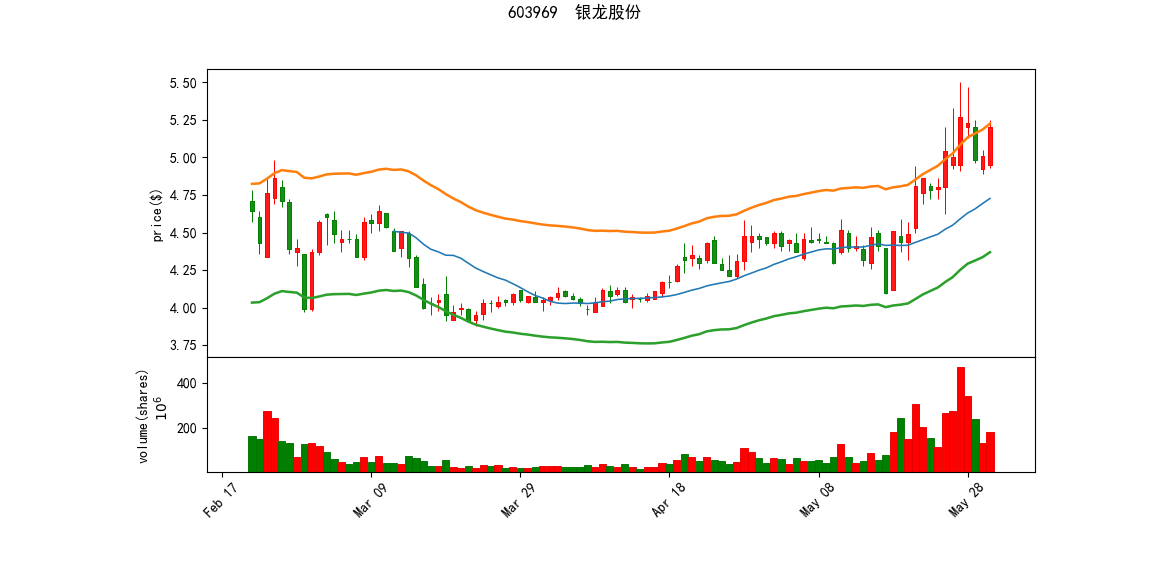 603969 银龙股份
5.50
5.25
5.00
4.75
4.50
4.25
4.00
3.75
price($)
400
200
volume(shares)
10^6
Feb 17
Mar 09
Mar 29
Apr 18
May 08
May 28